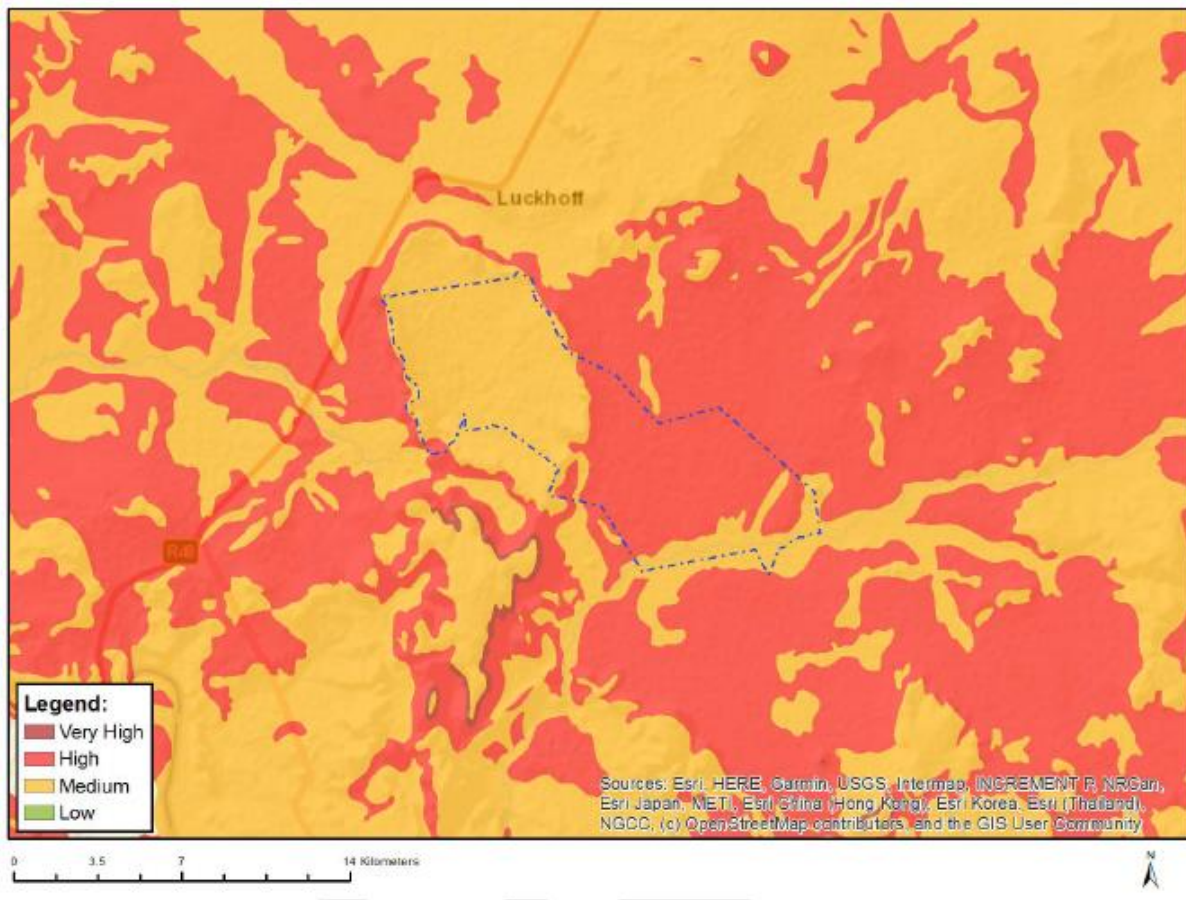 Luckhoff
R48
Legend:
Very High
High
Medium
Low
Sources: Esri, HERE, Garmin, USGS, Intermap, INCREMENT P, NRCan,
Esri Japan, METI, Esri China (Hong Kong), Esri Korea, Esri (Thailand),
NGCC, (c) OpenStreetMap contributors, and the GIS User Community
0 3.5 7 14 Kilometers
N